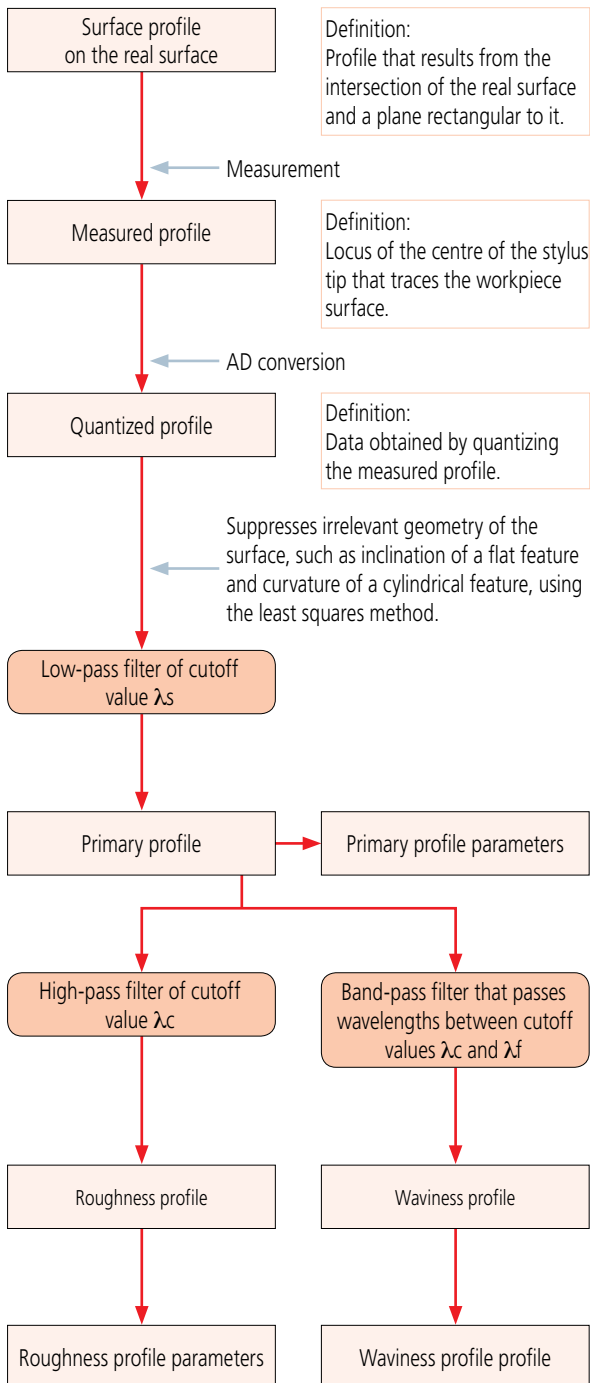 Surface profile
on the real surface
Definition:
Profile that results from the
intersection of the real surface
and a plane rectangular to it.
Measurement
Measured profile
Definition:
Locus of the centre of the stylus
tip that traces the workpiece
surface.
AD conversion
Quantized profile
Definition:
Data obtained by quantizing
the measured profile.
Suppresses irrelevant geometry of the
surface, such as inclination of a flat feature
and curvature of a cylindrical feature, using
the least squares method.
Low-pass filter of cutoff
value λs
Primary profile
Primary profile parameters
High-pass filter of cutoff
value λc
Band-pass filter that passes
wavelengths between cutoff
values λc and λf
Roughness profile
Waviness profile
Roughness profile parameters
Waviness profile profile